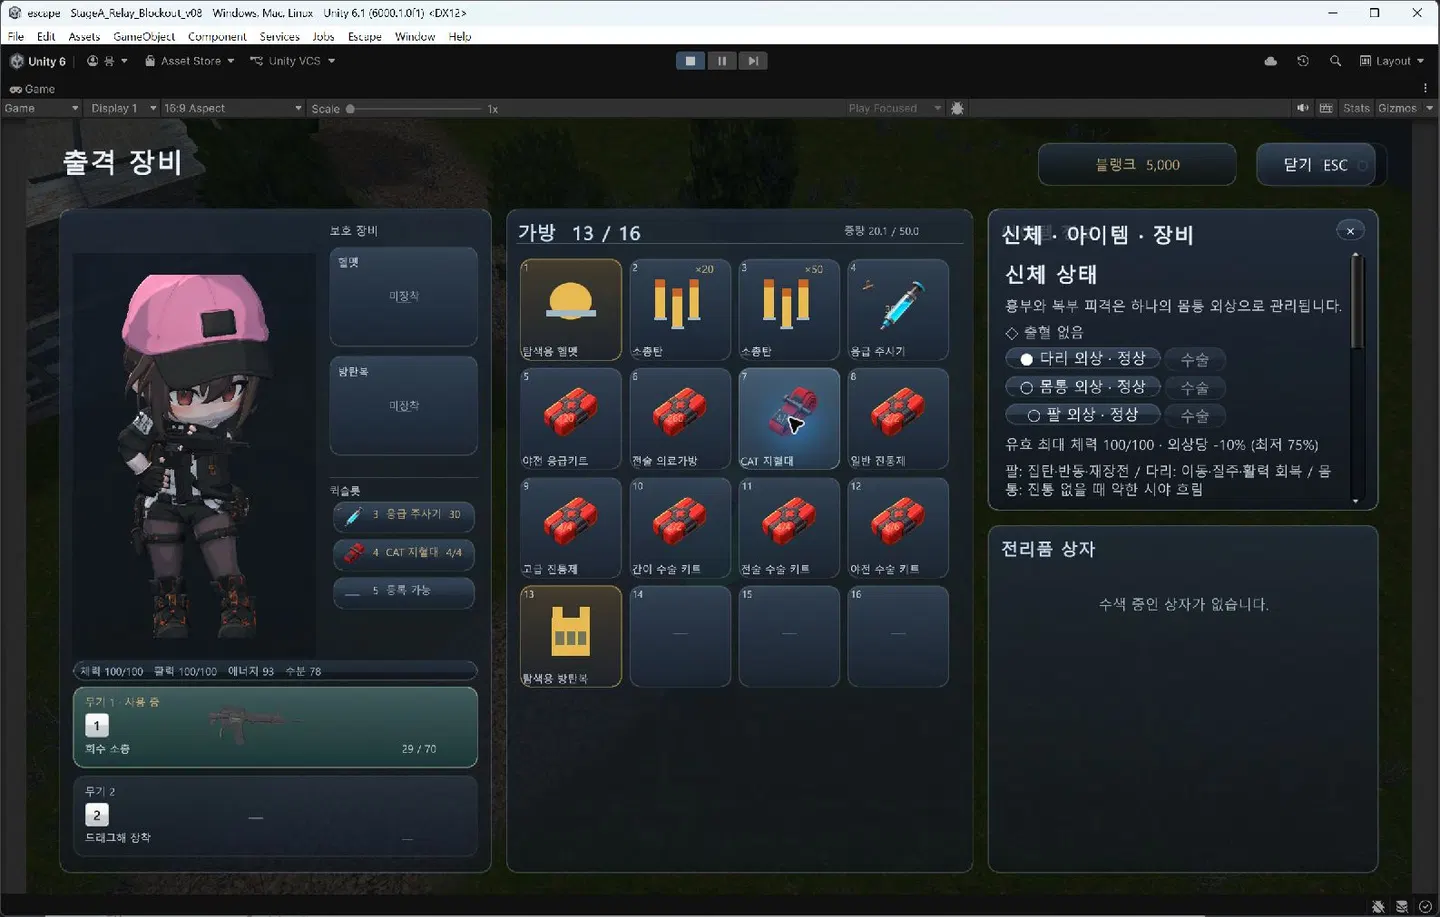 escape - StageA_Relay_Blockout_v08 - Windows, Mac, Linux - Unity 6.1 (6000.1.0f1) <DX12>
File Edit Assets GameObject Component Services Jobs Escape Window Help
Unity 6 Asset Store Unity VCS Layout
Game
Game Display 1 16:9 Aspect Scale 1x Play Focused Stats Gizmos
출격 장비
블랭크 5,000
닫기 ESC
보호 장비
헬멧
미장착
방탄복
미장착
퀵슬롯
3 응급 주사기 30
4 CAT 지혈대 4/4
5 등록 가능
체력 100/100 활력 100/100 에너지 93 수분 78
무기 1 · 사용 중
1
회수 소총
29 / 70
무기 2
2
드래그해 장착
가방 13 / 16
중량 20.1 / 50.0
1
탐색용 헬멧
2 ×20
소총탄
3 ×50
소총탄
4
응급 주사기
5
야전 응급키트
6
전술 의료가방
7
CAT 지혈대
8
일반 진통제
9
고급 진통제
10
간이 수술 키트
11
전술 수술 키트
12
야전 수술 키트
13
탐색용 방탄복
14
15
16
신체 · 아이템 · 장비
신체 상태
흉부와 복부 피격은 하나의 몸통 외상으로 관리됩니다.
◇ 출혈 없음
다리 외상 · 정상 수술
몸통 외상 · 정상 수술
팔 외상 · 정상 수술
유효 최대 체력 100/100 · 외상당 -10% (최저 75%)
팔: 집탄·반동·재장전 / 다리: 이동·질주·활력 회복 / 몸
통: 진통 없을 때 약한 시야 흐림
전리품 상자
수색 중인 상자가 없습니다.